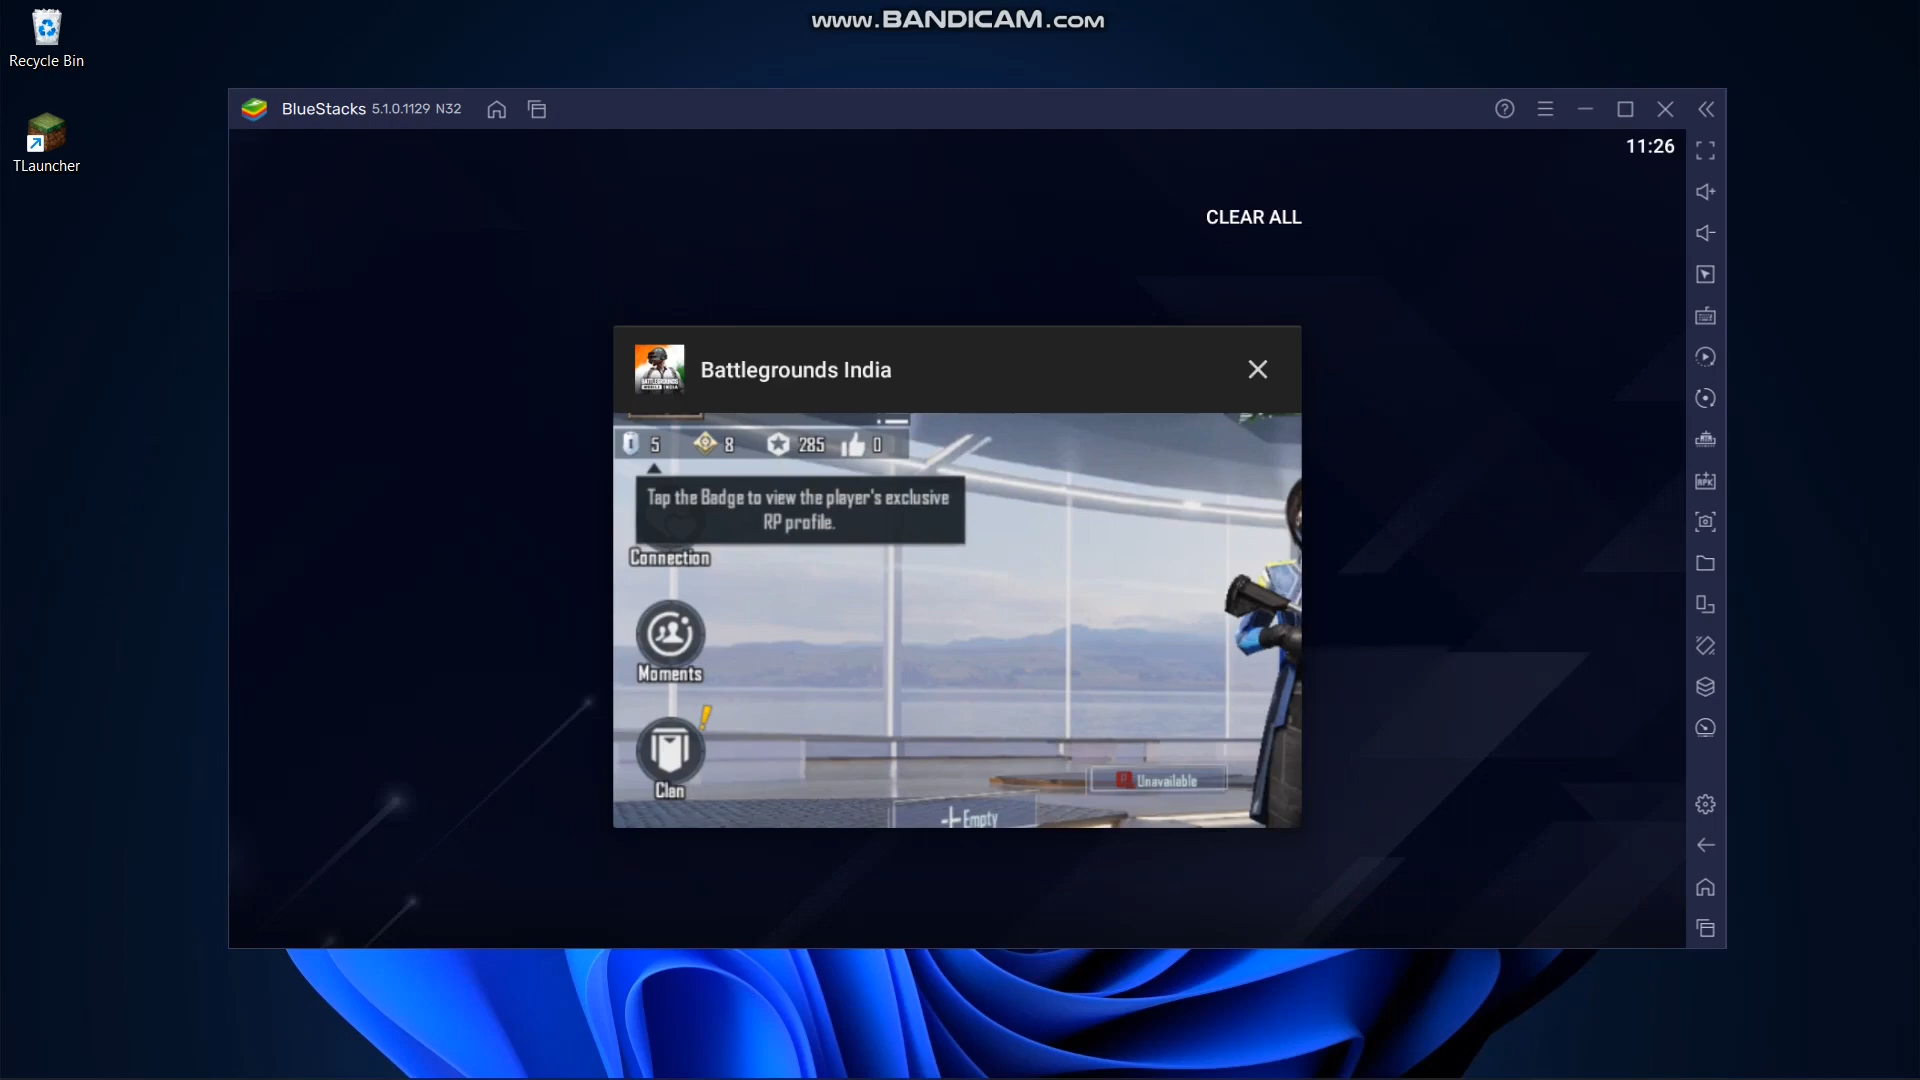 www.BANDICAM.com
Recycle Bin
TLauncher
BlueStacks 5.1.0.1129 N32
11:26
CLEAR ALL
Battlegrounds India
5 8 285 0
Tap the Badge to view the player's exclusive
RP profile.
Connection
Moments
Clan
Unavailable
Empty